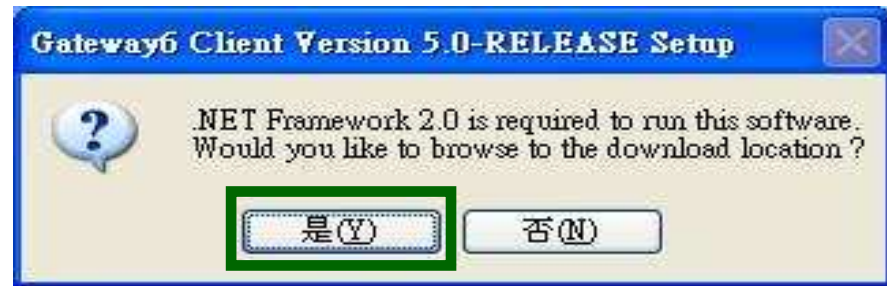 Gateway6 Client Version 5.0-RELEASE Setup
.NET Framework 2.0 is required to run this software.
Would you like to browse to the download location ?
是(Y) 否(N)